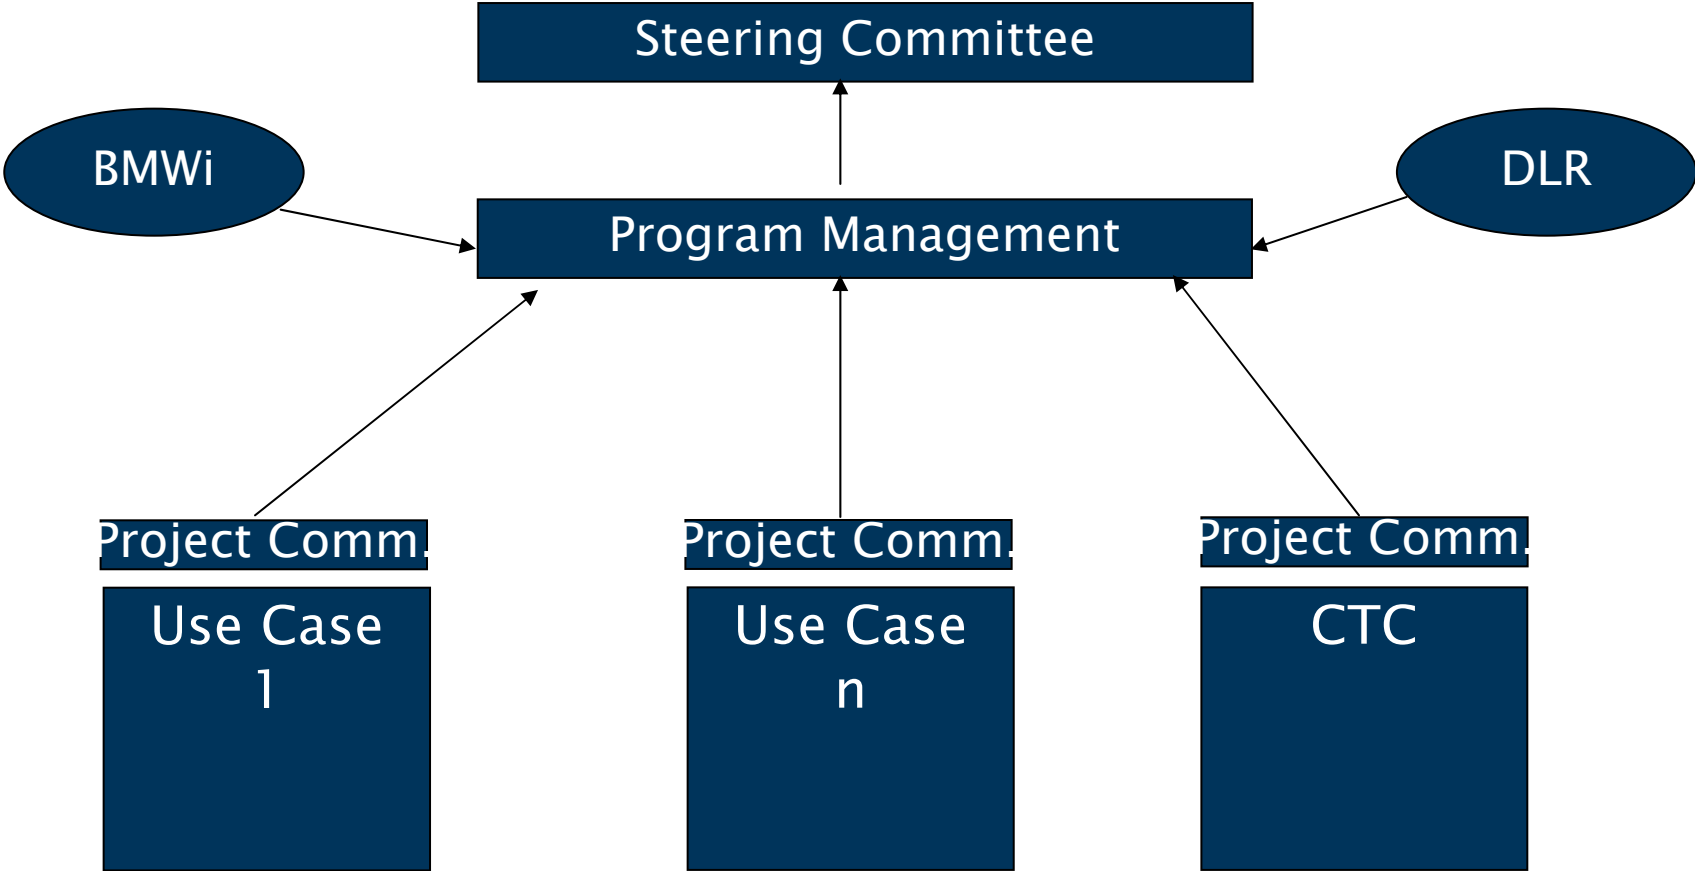 Steering Committee
BMWi
DLR
Program Management
Project Comm.
Project Comm.
Project Comm.
Use Case
1
Use Case
n
CTC